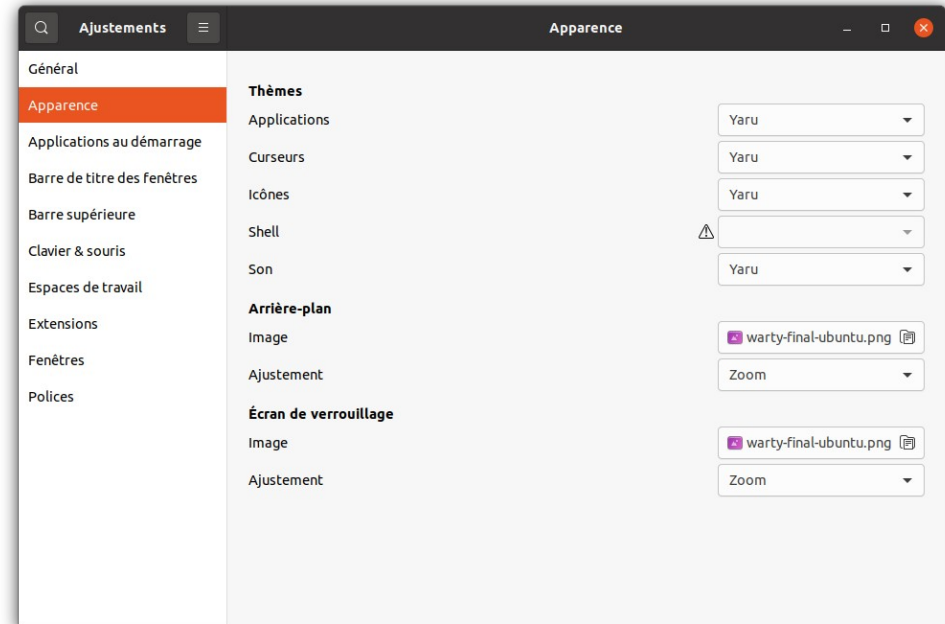 Ajustements
Apparence
Général
Apparence
Applications au démarrage
Barre de titre des fenêtres
Barre supérieure
Clavier & souris
Espaces de travail
Extensions
Fenêtres
Polices
Thèmes
Applications Yaru
Curseurs Yaru
Icônes Yaru
Shell
Son Yaru
Arrière-plan
Image warty-final-ubuntu.png
Ajustement Zoom
Écran de verrouillage
Image warty-final-ubuntu.png
Ajustement Zoom